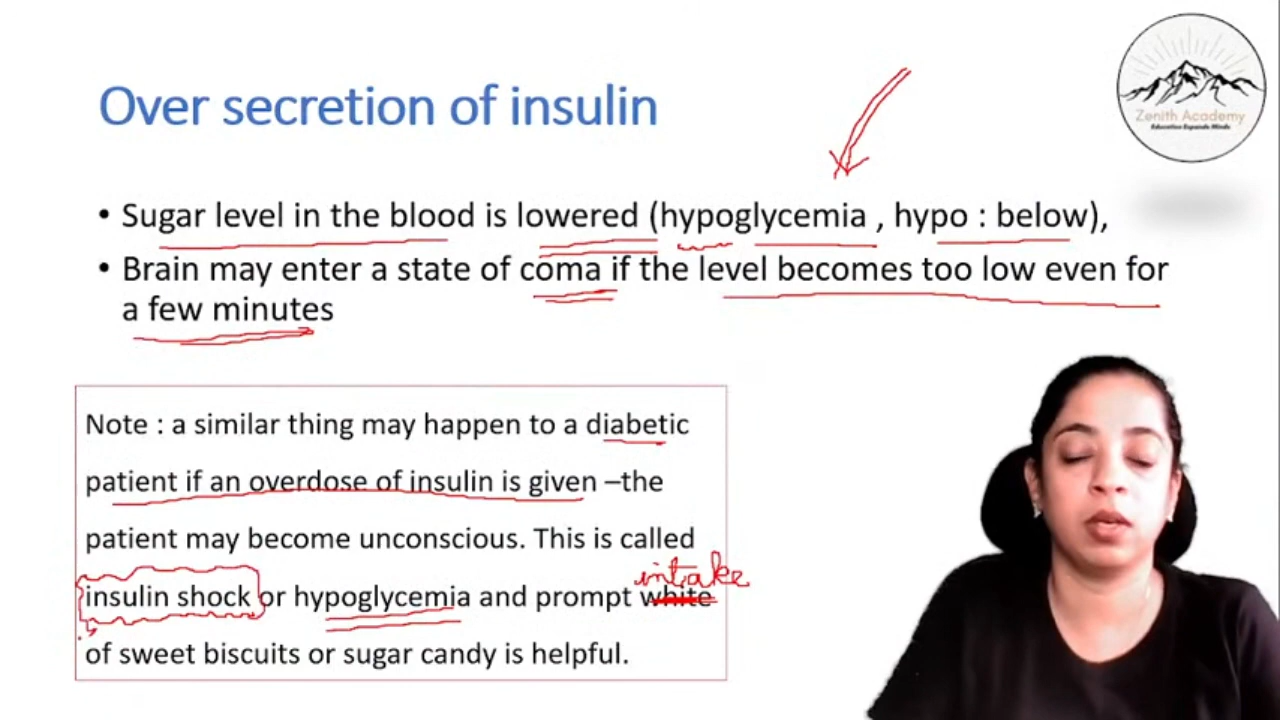 Over secretion of insulin
Zenith Academy
Education Expands Minds
• Sugar level in the blood is lowered (hypoglycemia , hypo : below),
• Brain may enter a state of coma if the level becomes too low even for
a few minutes
Note : a similar thing may happen to a diabetic
patient if an overdose of insulin is given –the
patient may become unconscious. This is called
intake
insulin shock or hypoglycemia and prompt white
of sweet biscuits or sugar candy is helpful.